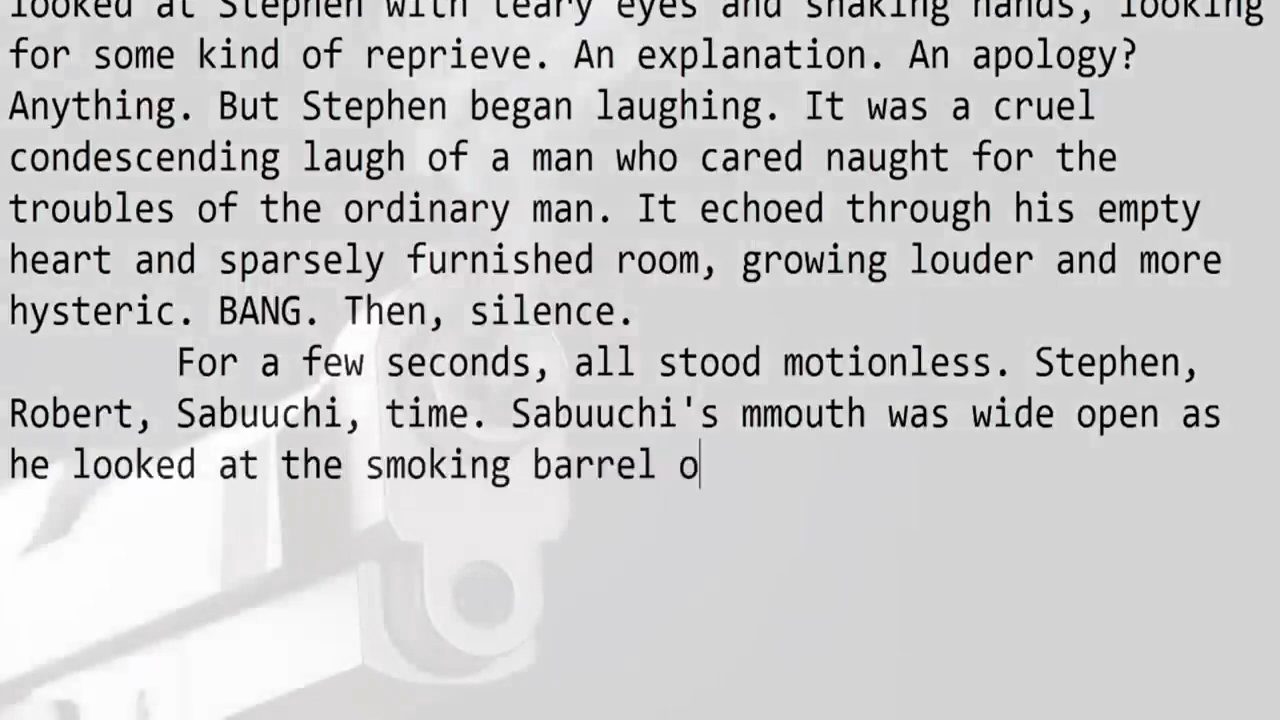 looked at Stephen with teary eyes and shaking hands, looking
for some kind of reprieve. An explanation. An apology?
Anything. But Stephen began laughing. It was a cruel
condescending laugh of a man who cared naught for the
troubles of the ordinary man. It echoed through his empty
heart and sparsely furnished room, growing louder and more
hysteric. BANG. Then, silence.
For a few seconds, all stood motionless. Stephen,
Robert, Sabuuchi, time. Sabuuchi's mmouth was wide open as
he looked at the smoking barrel o